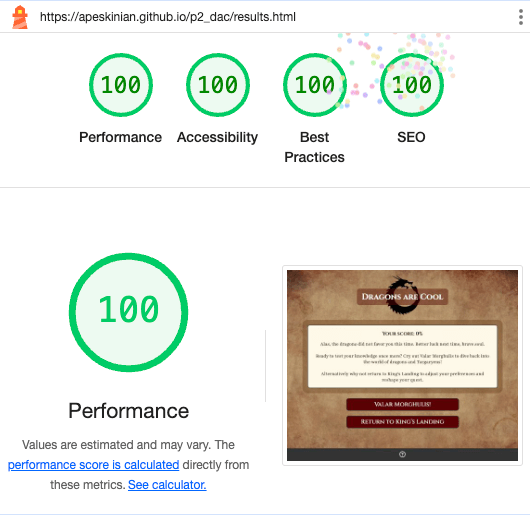 https://apeskinian.github.io/p2_dac/results.html
100 100 100 100
Performance Accessibility Best Practices SEO
100
Performance
Values are estimated and may vary. The
performance score is calculated directly from
these metrics. See calculator.
Dragons are Cool
Your score: 0%
Alas, the dragons did not favor you this time. Better luck next time, brave soul.
Ready to test your knowledge once more? Cry out Valar Morghulis to dive back into
the world of dragons and Targaryens!
Alternatively why not return to King's Landing to adjust your preferences and
reshape your quest.
Valar Morghulis!
Return to King's Landing